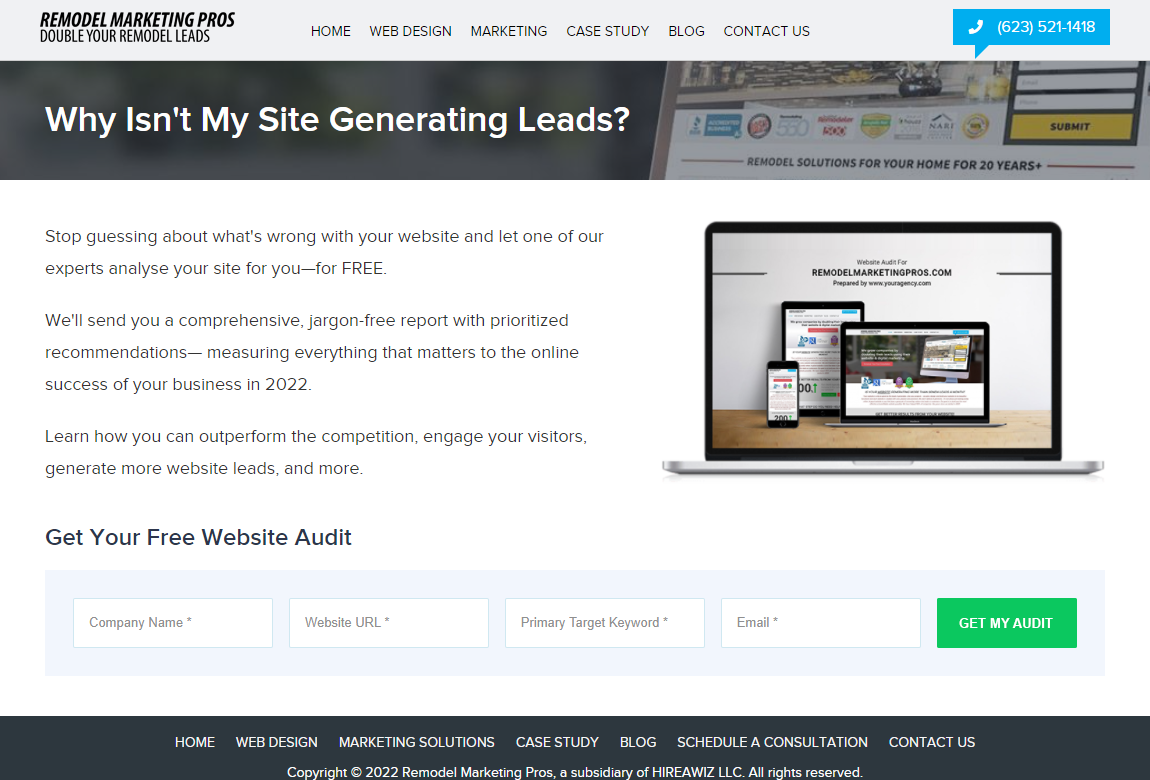 REMODEL MARKETING PROS
DOUBLE YOUR REMODEL LEADS
HOME WEB DESIGN MARKETING CASE STUDY BLOG CONTACT US
(623) 521-1418
Why Isn't My Site Generating Leads?
Email
Phone
SUBMIT
NARI
REMODEL SOLUTIONS FOR YOUR HOME FOR 20 YEARS+
Stop guessing about what's wrong with your website and let one of our
experts analyse your site for you—for FREE.
We'll send you a comprehensive, jargon-free report with prioritized
recommendations— measuring everything that matters to the online
success of your business in 2022.
Learn how you can outperform the competition, engage your visitors,
generate more website leads, and more.
Website Audit For
REMODELMARKETINGPROS.COM
Prepared by www.youragency.com
Get Your Free Website Audit
Company Name *
Website URL *
Primary Target Keyword *
Email *
GET MY AUDIT
HOME WEB DESIGN MARKETING SOLUTIONS CASE STUDY BLOG SCHEDULE A CONSULTATION CONTACT US
Copyright © 2022 Remodel Marketing Pros, a subsidiary of HIREAWIZ LLC. All rights reserved.